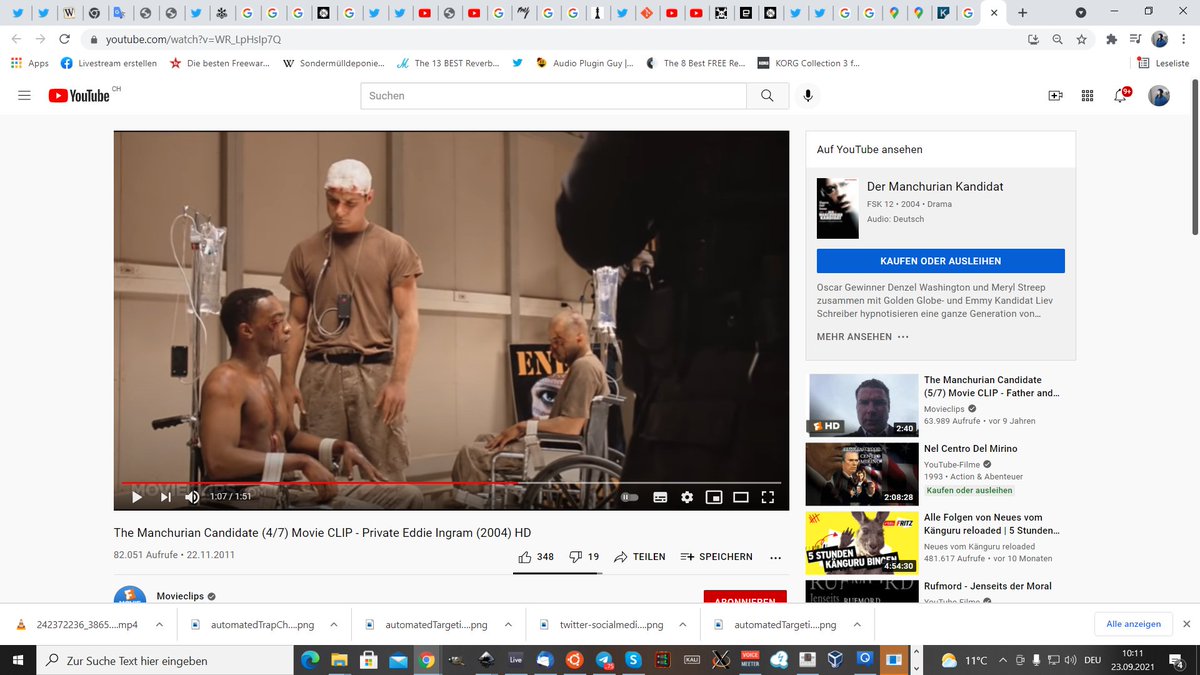 youtube.com/watch?v=WR_LpHsIp7Q
Apps
Livestream erstellen
Die besten Freewar...
Sondermülldeponie...
The 13 BEST Reverb...
Audio Plugin Guy |...
The 8 Best FREE Re...
KORG Collection 3 f...
Leseliste
YouTube CH
Suchen
9+
Auf YouTube ansehen
Der Manchurian Kandidat
FSK 12 • 2004 • Drama
Audio: Deutsch
KAUFEN ODER AUSLEIHEN
Oscar Gewinner Denzel Washington und Meryl Streep
zusammen mit Golden Globe- und Emmy Kandidat Liev
Schreiber hypnotisieren eine ganze Generation von...
MEHR ANSEHEN
1:07 / 1:51
The Manchurian Candidate (4/7) Movie CLIP - Private Eddie Ingram (2004) HD
82.051 Aufrufe • 22.11.2011
348
19
TEILEN
SPEICHERN
Movieclips
ABONNIEREN
The Manchurian Candidate
(5/7) Movie CLIP - Father and...
Movieclips
63.989 Aufrufe • vor 9 Jahren
HD
2:40
Nel Centro Del Mirino
YouTube-Filme
1993 • Action & Abenteuer
Kaufen oder ausleihen
2:08:28
Alle Folgen von Neues vom
Känguru reloaded | 5 Stunden...
Neues vom Känguru reloaded
481.617 Aufrufe • vor 10 Monaten
FRITZ
5 STUNDEN
KÄNGURU BINGEN
4:54:30
Rufmord - Jenseits der Moral
YouTube-Filme
Jenseits RUFMORD
242372236_3865....mp4
automatedTrapCh....png
automatedTargeti....png
twitter-socialmedi....png
automatedTargeti....png
Alle anzeigen
Zur Suche Text hier eingeben
Live
KAU
VOICE
MEETER
11°C
DEU
10:11
23.09.2021
4